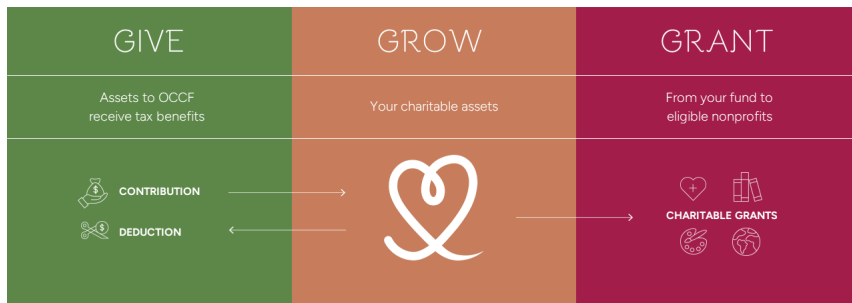 GIVE
GROW
GRANT
Assets to OCCF
receive tax benefits
Your charitable assets
From your fund to
eligible nonprofits
$ CONTRIBUTION
$ DEDUCTION
CHARITABLE GRANTS